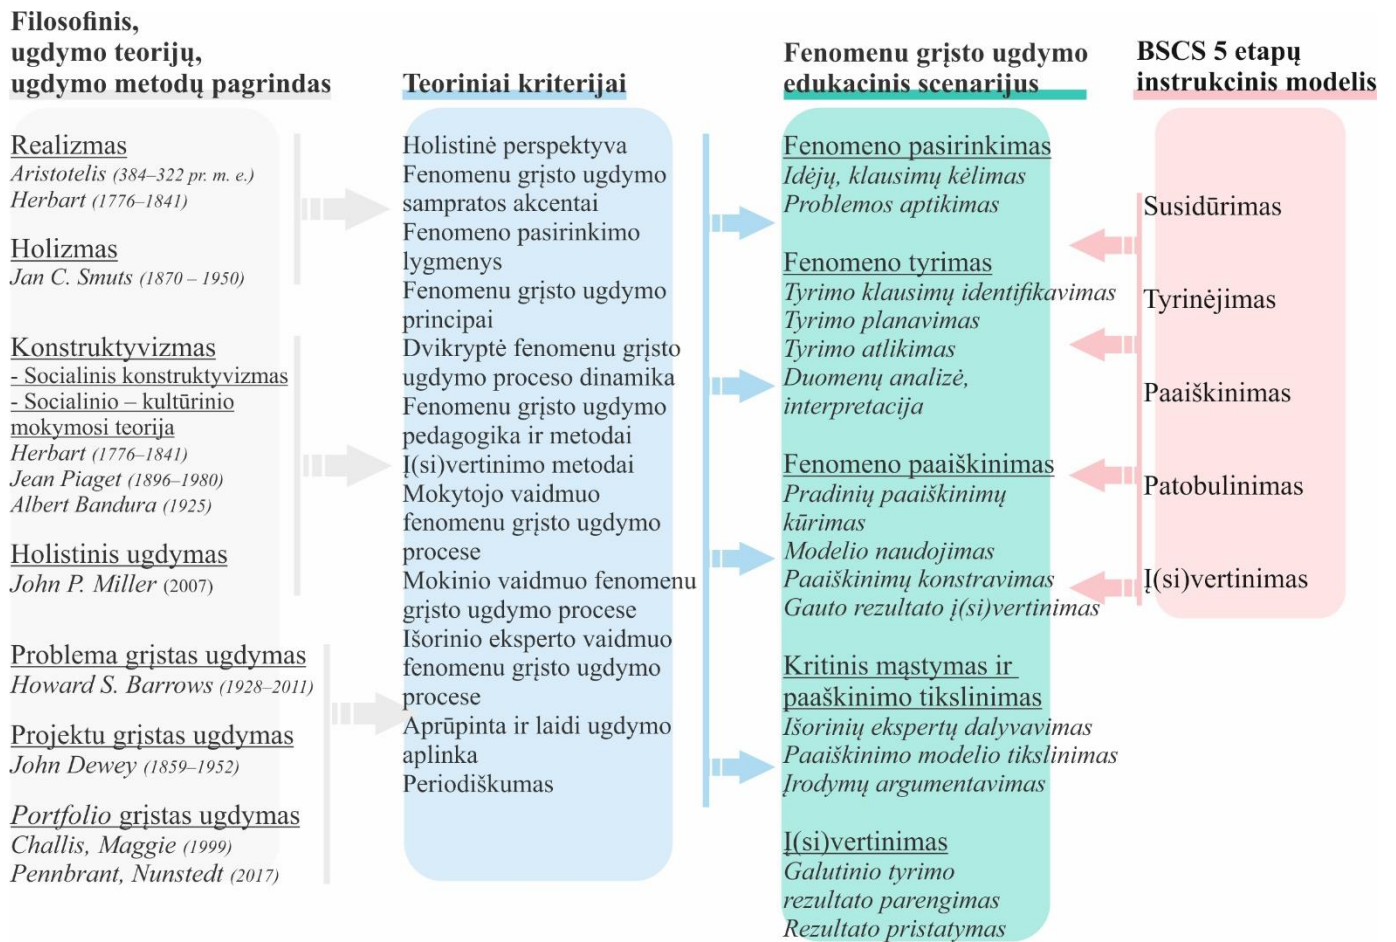 Filosofinis,
ugdymo teorijų,
ugdymo metodų pagrindas
Realizmas
Aristotelis (384–322 pr. m. e.)
Herbart (1776–1841)
Holizmas
Jan C. Smuts (1870 – 1950)
Konstruktyvizmas
- Socialinis konstruktyvizmas
- Socialinio – kultūrinio
mokymosi teorija
Herbart (1776–1841)
Jean Piaget (1896–1980)
Albert Bandura (1925)
Holistinis ugdymas
John P. Miller (2007)
Problema grįstas ugdymas
Howard S. Barrows (1928–2011)
Projektu grįstas ugdymas
John Dewey (1859–1952)
Portfolio grįstas ugdymas
Challis, Maggie (1999)
Pennbrant, Nunstedt (2017)
Teoriniai kriterijai
Holistinė perspektyva
Fenomenu grįsto ugdymo
sampratos akcentai
Fenomeno pasirinkimo
lygmenys
Fenomenu grįsto ugdymo
principai
Dvikryptė fenomenu grįsto
ugdymo proceso dinamika
Fenomenu grįsto ugdymo
pedagogika ir metodai
Į(si)vertinimo metodai
Mokytojo vaidmuo
fenomenu grįsto ugdymo
procese
Mokinio vaidmuo fenomenu
grįsto ugdymo procese
Išorinio eksperto vaidmuo
fenomenu grįsto ugdymo
procese
Aprūpinta ir laidi ugdymo
aplinka
Periodiškumas
Fenomenu grįsto ugdymo
edukacinis scenarijus
Fenomeno pasirinkimas
Idėjų, klausimų kėlimas
Problemos aptikimas
Fenomeno tyrimas
Tyrimo klausimų identifikavimas
Tyrimo planavimas
Tyrimo atlikimas
Duomenų analizė,
interpretacija
Fenomeno paaiškinimas
Pradinių paaiškinimų
kūrimas
Modelio naudojimas
Paaiškinimų konstravimas
Gauto rezultato į(si)vertinimas
Kritinis mąstymas ir
paaškinimo tikslinimas
Išorinių ekspertų dalyvavimas
Paaiškinimo modelio tikslinimas
Įrodymų argumentavimas
Į(si)vertinimas
Galutinio tyrimo
rezultato parengimas
Rezultato pristatymas
BSCS 5 etapų
instrukcinis modelis
Susidūrimas
Tyrinėjimas
Paaiškinimas
Patobulinimas
Į(si)vertinimas